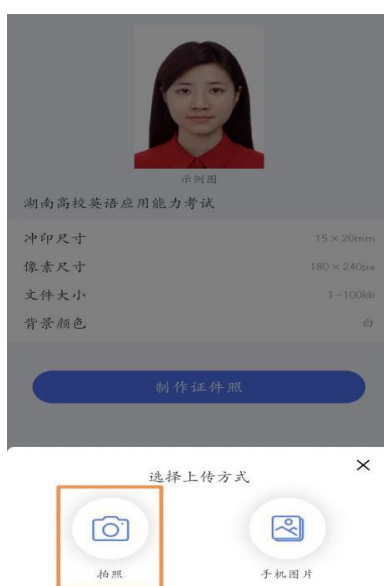 示例图
湖南高校英语应用能力考试
冲印尺寸 15×20mm
像素尺寸 180×240px
文件大小 1-100kb
背景颜色 白
制作证件照
选择上传方式
拍照 手机图片